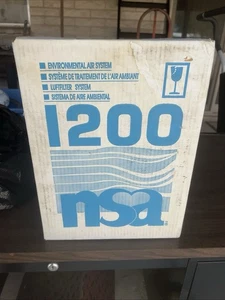 ENVIRONMENTAL AIR SYSTEM
SYSTÈME DE TRAITEMENT DE L'AIR AMBIANT
LUFTFILTER SYSTEM
SISTEMA DE AIRE AMBIENTAL
1200
nsa